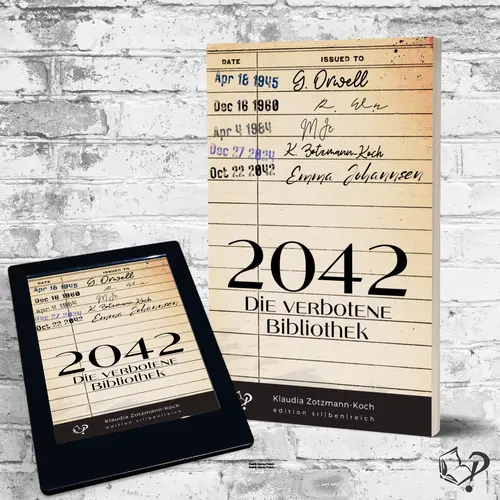 DATE ISSUED TO
Apr 18 1945 G. Orwell
Dec 16 1960
Apr 4 1984
Dec 27 2024 K. Zotzmann-Koch
Oct 22 2042 Emma Johannsen
2042
Die verbotene
Bibliothek
Klaudia Zotzmann-Koch
edition sil|ben|reich
DATE ISSUED TO
Apr 18 1945 G. Orwell
Dec 16 1960
Apr 4 1984
Dec 27 2024 K. Zotzmann-Koch
Oct 22 2042 Emma Johannsen
2042
Die verbotene
Bibliothek
Klaudia Zotzmann-Koch
edition sil|ben|reich